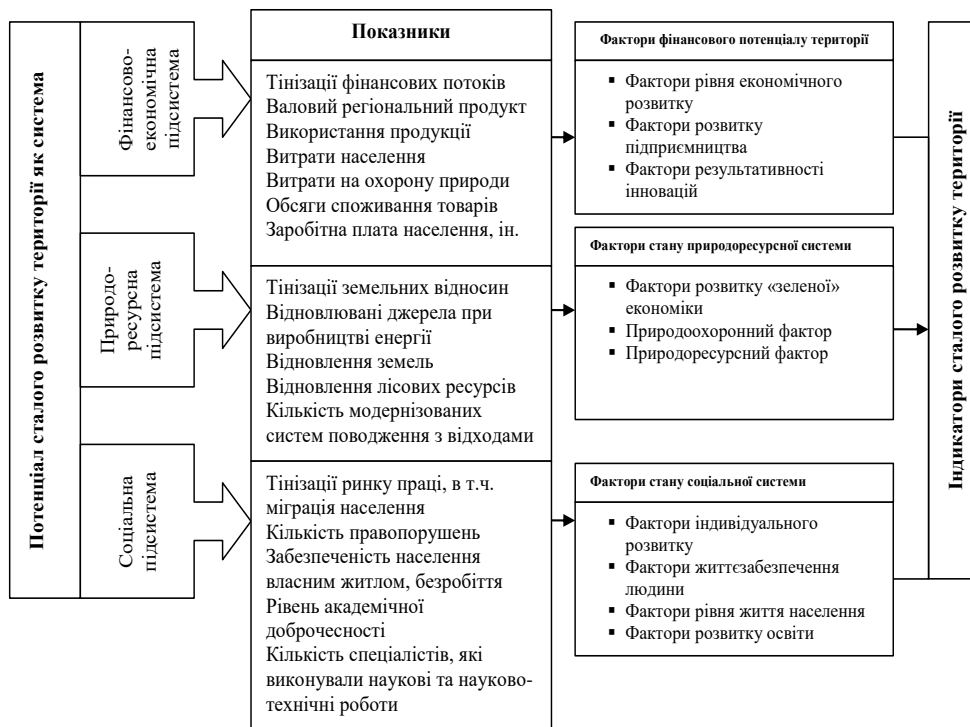 Потенціал сталого розвитку території як система
Фінансово-
економічна
підсистема
Природо-
ресурсна
підсистема
Соціальна
підсистема
Показники
Тінізації фінансових потоків
Валовий регіональний продукт
Використання продукції
Витрати населення
Витрати на охорону природи
Обсяги споживання товарів
Заробітна плата населення, ін.
Тінізації земельних відносин
Відновлювані джерела при
виробництві енергії
Відновлення земель
Відновлення лісових ресурсів
Кількість модернізованих
систем поводження з відходами
Тінізації ринку праці, в т.ч.
міграція населення
Кількість правопорушень
Забезпеченість населення
власним житлом, безробіття
Рівень академічної
доброчесності
Кількість спеціалістів, які
виконували наукові та науково-
технічні роботи
Фактори фінансового потенціалу території
▪ Фактори рівня економічного
розвитку
▪ Фактори розвитку
підприємництва
▪ Фактори результативності
інновацій
Фактори стану природоресурсної системи
▪ Фактори розвитку «зеленої»
економіки
▪ Природоохоронний фактор
▪ Природоресурсний фактор
Фактори стану соціальної системи
▪ Фактори індивідуального
розвитку
▪ Фактори життєзабезпечення
людини
▪ Фактори рівня життя населення
▪ Фактори розвитку освіти
Індикатори сталого розвитку території